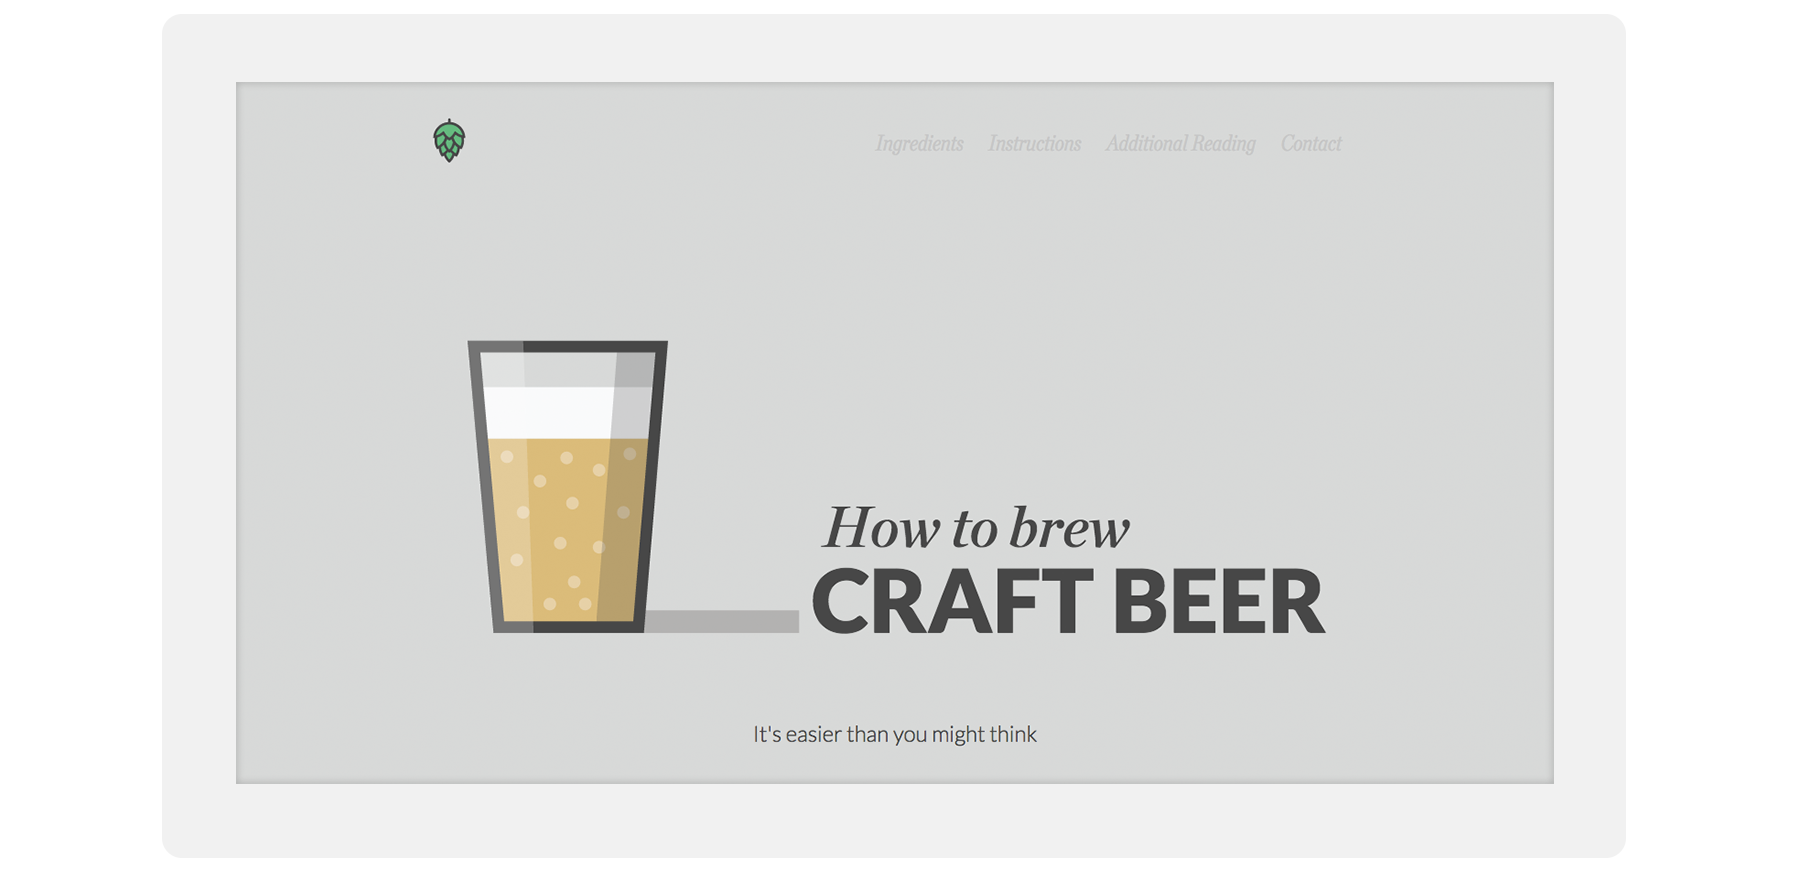 Ingredients Instructions Additional Reading Contact
How to brew
CRAFT BEER
It's easier than you might think